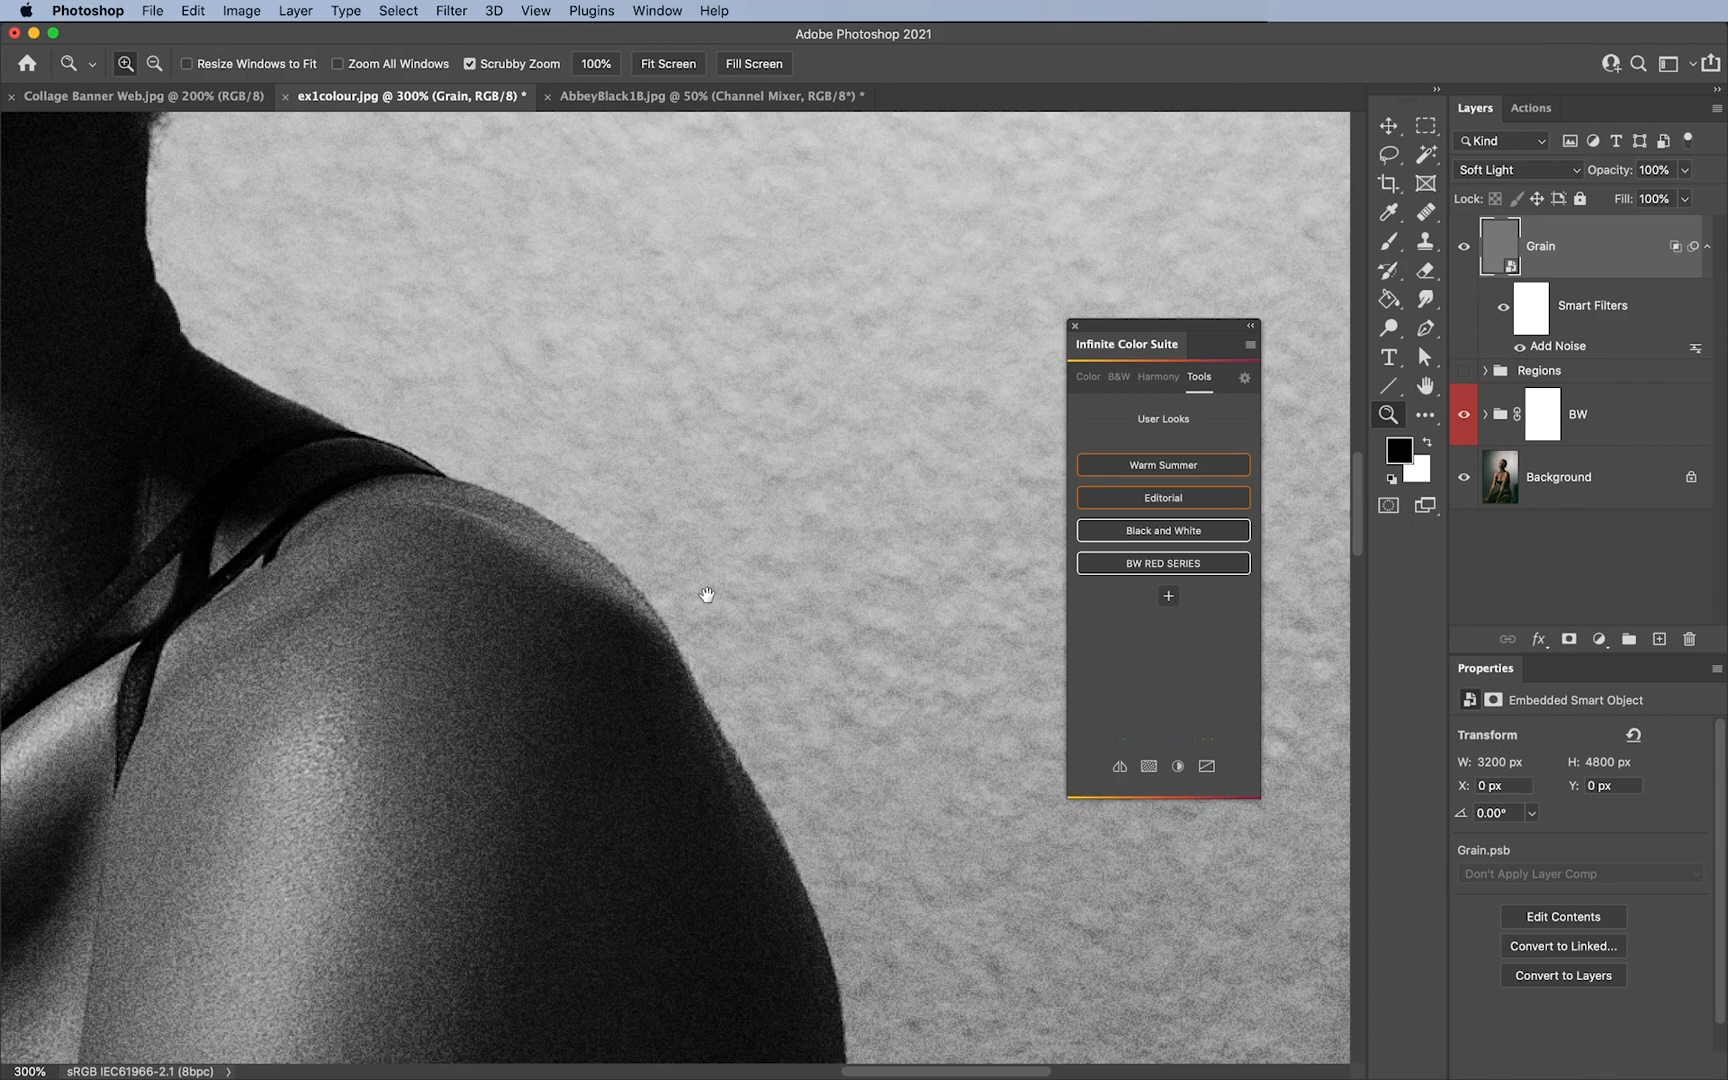 Photoshop File Edit Image Layer Type Select Filter 3D View Plugins Window Help
Adobe Photoshop 2021
Resize Windows to Fit Zoom All Windows Scrubby Zoom 100% Fit Screen Fill Screen
× Collage Banner Web.jpg @ 200% (RGB/8) × ex1colour.jpg @ 300% (Grain, RGB/8) * × AbbeyBlack1B.jpg @ 50% (Channel Mixer, RGB/8*) *
Layers Actions
Kind
Soft Light Opacity: 100%
Lock: Fill: 100%
Grain
Smart Filters
Add Noise
Regions
BW
Background
Infinite Color Suite
Color B&W Harmony Tools
User Looks
Warm Summer
Editorial
Black and White
BW RED SERIES
+
fx
Properties
Embedded Smart Object
Transform
W: 3200 px H: 4800 px
X: 0 px Y: 0 px
0.00°
Grain.psb
Don't Apply Layer Comp
Edit Contents
Convert to Linked...
Convert to Layers
300% sRGB IEC61966-2.1 (8bpc) >